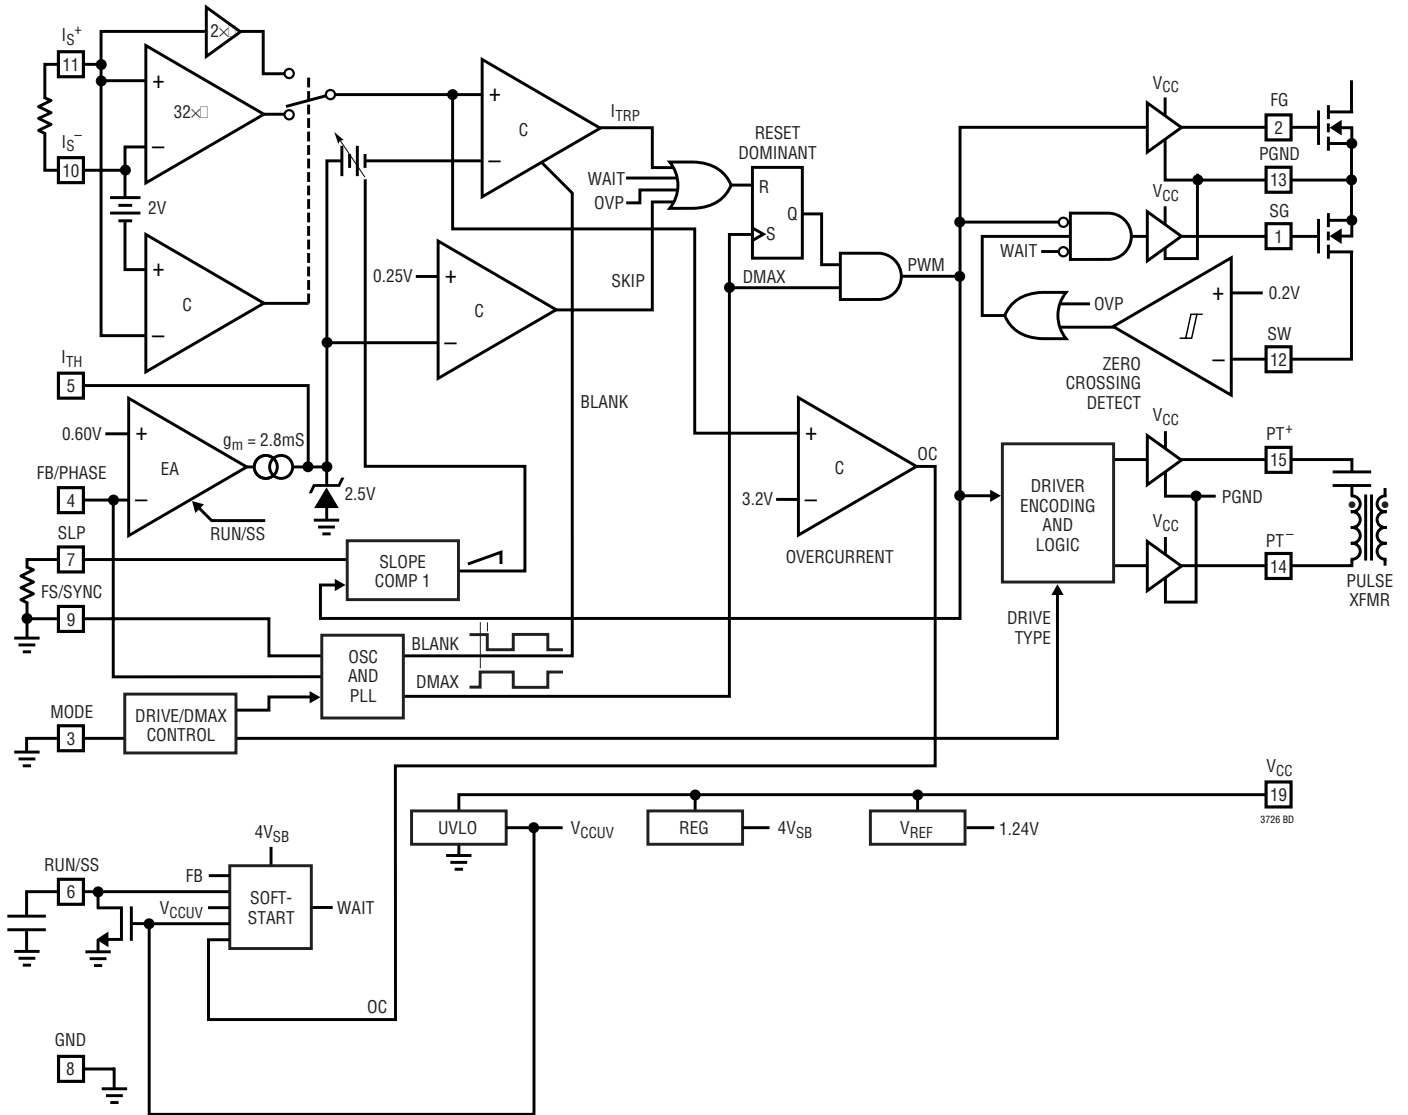 IS+
11
2×
+
32×
−
IS−
10
2V
+
C
−
+
C
−
ITRP
WAIT
OVP
RESET
DOMINANT
R
Q
S
0.25V
+
C
−
SKIP
DMAX
PWM
VCC
FG
2
PGND
13
VCC
SG
1
WAIT
OVP
+
0.2V
−
SW
12
ZERO
CROSSING
DETECT
ITH
5
0.60V
+
EA
−
gm = 2.8mS
FB/PHASE
4
2.5V
RUN/SS
BLANK
+
C
3.2V
−
OC
OVERCURRENT
DRIVER
ENCODING
AND
LOGIC
VCC
PT+
15
PGND
VCC
PT−
14
PULSE
XFMR
SLP
7
SLOPE
COMP 1
FS/SYNC
9
DRIVE
TYPE
OSC
AND
PLL
BLANK
DMAX
MODE
3
DRIVE/DMAX
CONTROL
VCC
19
3726 BD
UVLO
VCCUV
REG
4VSB
VREF
1.24V
4VSB
RUN/SS
6
FB
VCCUV
SOFT-
START
WAIT
OC
GND
8